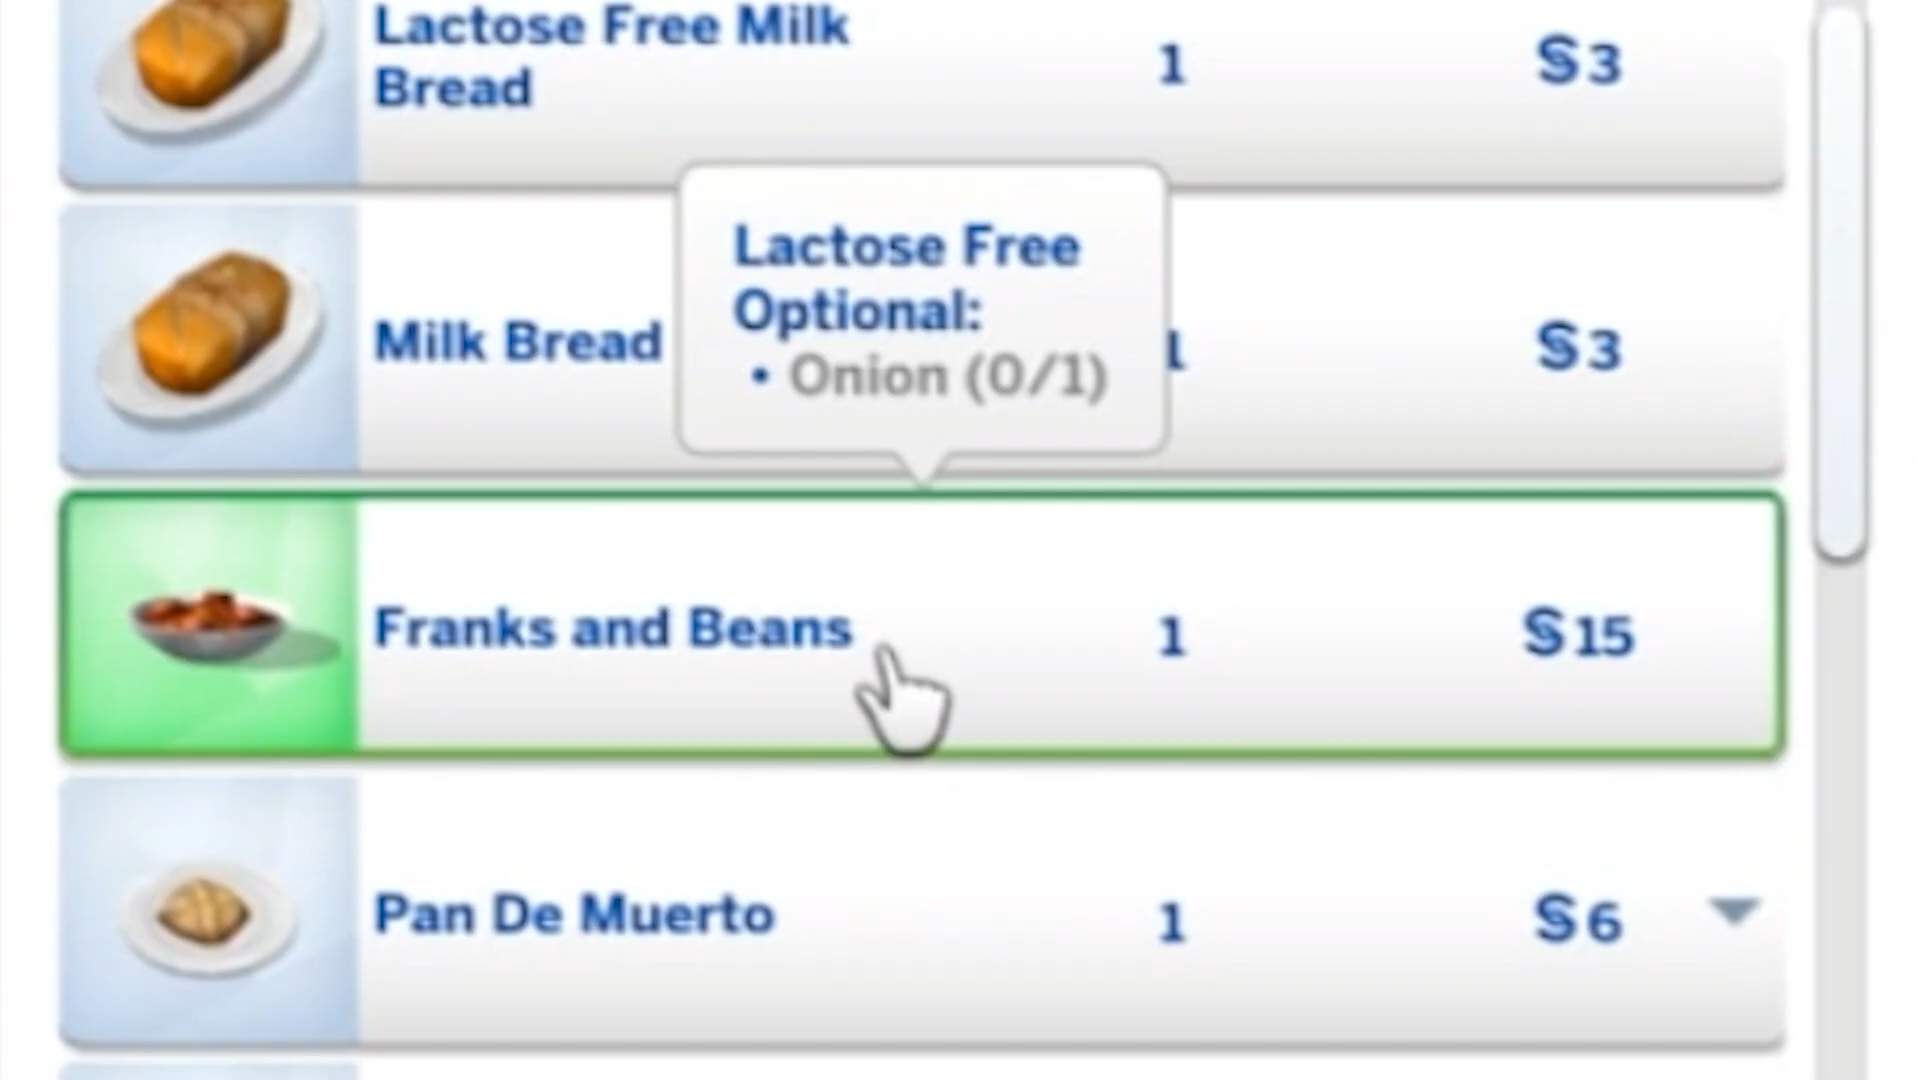 Lactose Free Milk
Bread
1
§3
Lactose Free
Optional:
• Onion (0/1)
Milk Bread
1
§3
Franks and Beans
1
§15
Pan De Muerto
1
§6